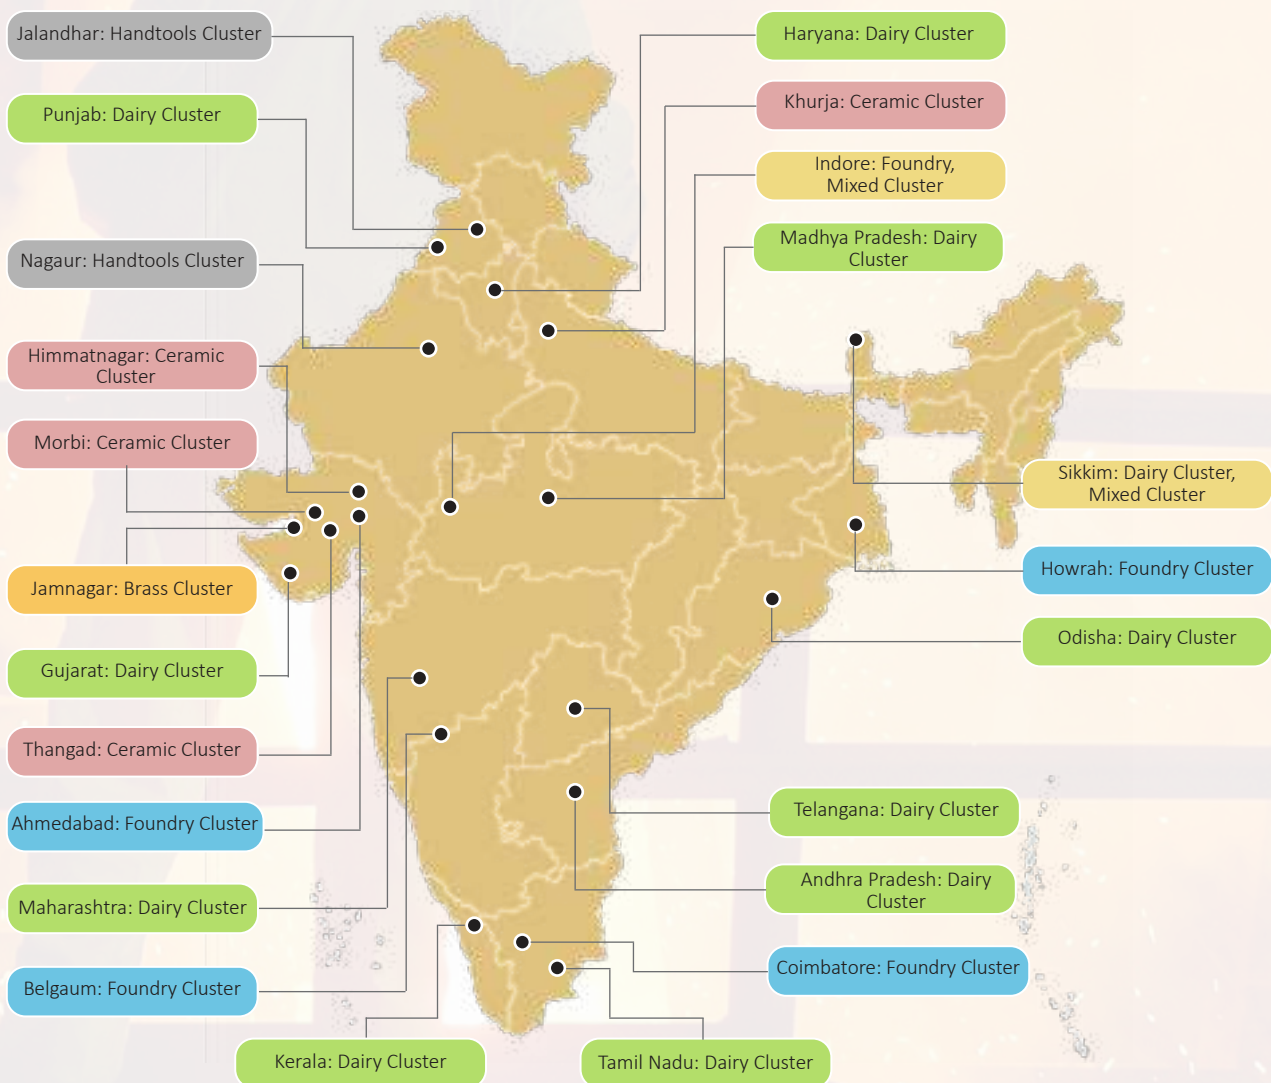 Jalandhar: Handtools Cluster
Punjab: Dairy Cluster
Nagaur: Handtools Cluster
Himmatnagar: Ceramic
Cluster
Morbi: Ceramic Cluster
Jamnagar: Brass Cluster
Gujarat: Dairy Cluster
Thangad: Ceramic Cluster
Ahmedabad: Foundry Cluster
Maharashtra: Dairy Cluster
Belgaum: Foundry Cluster
Kerala: Dairy Cluster
Tamil Nadu: Dairy Cluster
Haryana: Dairy Cluster
Khurja: Ceramic Cluster
Indore: Foundry,
Mixed Cluster
Madhya Pradesh: Dairy
Cluster
Sikkim: Dairy Cluster,
Mixed Cluster
Howrah: Foundry Cluster
Odisha: Dairy Cluster
Telangana: Dairy Cluster
Andhra Pradesh: Dairy
Cluster
Coimbatore: Foundry Cluster